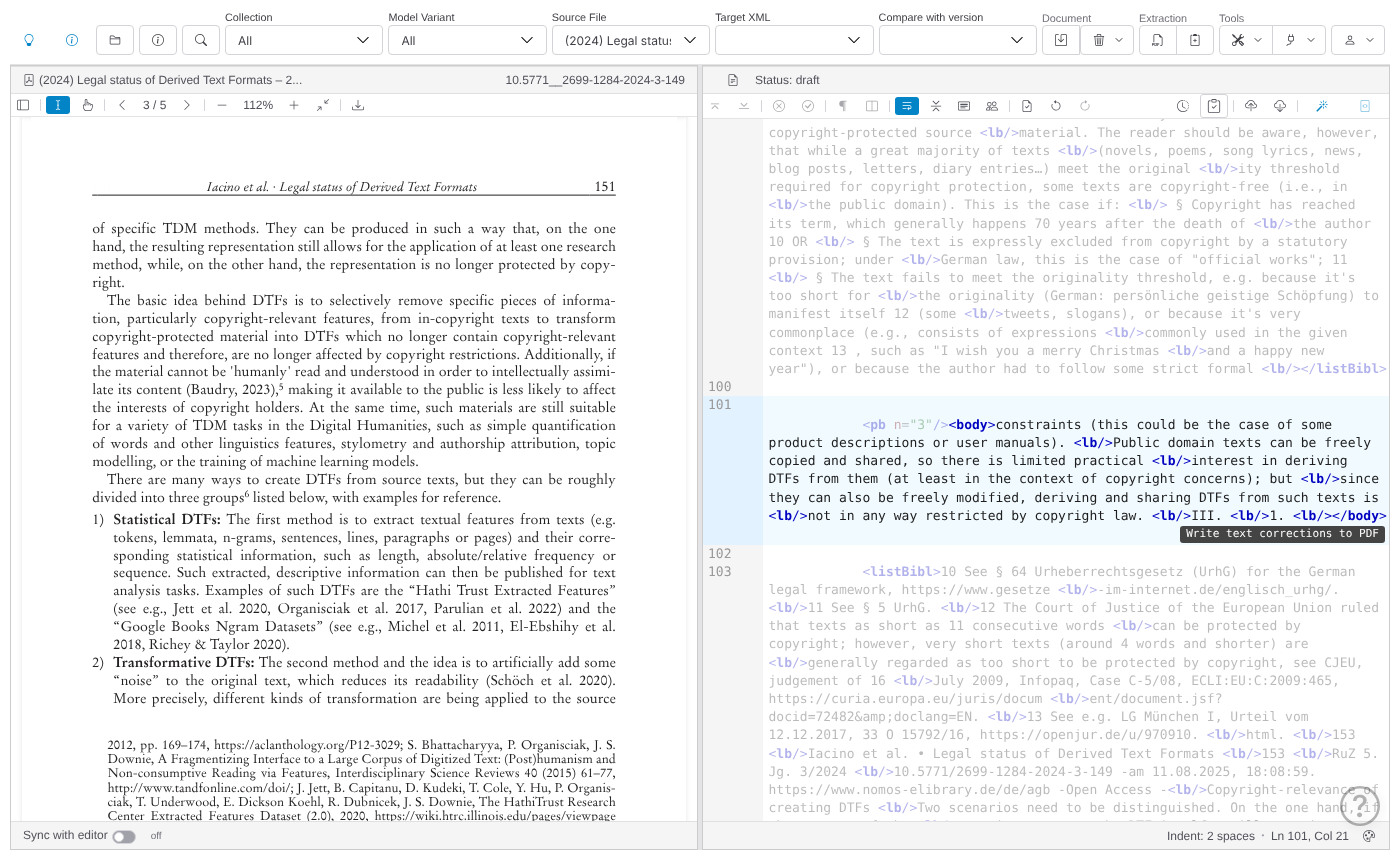 Collection
Model Variant
Source File
Target XML
Compare with version
Document
Extraction
Tools
All
All
(2024) Legal status
(2024) Legal status of Derived Text Formats – 2...
10.5771__2699-1284-2024-3-149
3 / 5
112%
Iacino et al. · Legal status of Derived Text Formats 151
of specific TDM methods. They can be produced in such a way that, on the one
hand, the resulting representation still allows for the application of at least one research
method, while, on the other hand, the representation is no longer protected by copy-
right.
The basic idea behind DTFs is to selectively remove specific pieces of informa-
tion, particularly copyright-relevant features, from in-copyright texts to transform
copyright-protected material into DTFs which no longer contain copyright-relevant
features and therefore, are no longer affected by copyright restrictions. Additionally, if
the material cannot be 'humanly' read and understood in order to intellectually assimi-
late its content (Baudry, 2023),5 making it available to the public is less likely to affect
the interests of copyright holders. At the same time, such materials are still suitable
for a variety of TDM tasks in the Digital Humanities, such as simple quantification
of words and other linguistics features, stylometry and authorship attribution, topic
modelling, or the training of machine learning models.
There are many ways to create DTFs from source texts, but they can be roughly
divided into three groups6 listed below, with examples for reference.
1) Statistical DTFs: The first method is to extract textual features from texts (e.g.
tokens, lemmata, n-grams, sentences, lines, paragraphs or pages) and their corre-
sponding statistical information, such as length, absolute/relative frequency or
sequence. Such extracted, descriptive information can then be published for text
analysis tasks. Examples of such DTFs are the “Hathi Trust Extracted Features”
(see e.g., Jett et al. 2020, Organisciak et al. 2017, Parulian et al. 2022) and the
“Google Books Ngram Datasets” (see e.g., Michel et al. 2011, El-Ebshihy et al.
2018, Richey & Taylor 2020).
2) Transformative DTFs: The second method and the idea is to artificially add some
“noise” to the original text, which reduces its readability (Schöch et al. 2020).
More precisely, different kinds of transformation are being applied to the source
2012, pp. 169–174, https://aclanthology.org/P12-3029; S. Bhattacharyya, P. Organisciak, J. S.
Downie, A Fragmentizing Interface to a Large Corpus of Digitized Text: (Post)humanism and
Non-consumptive Reading via Features, Interdisciplinary Science Reviews 40 (2015) 61–77,
http://www.tandfonline.com/doi/; J. Jett, B. Capitanu, D. Kudeki, T. Cole, Y. Hu, P. Organis-
ciak, T. Underwood, E. Dickson Koehl, R. Dubnicek, J. S. Downie, The HathiTrust Research
Center Extracted Features Dataset (2.0), 2020, https://wiki.htrc.illinois.edu/pages/viewpage
Sync with editor off
Status: draft
copyright-protected source <lb/>material. The reader should be aware, however,
that while a great majority of texts <lb/>(novels, poems, song lyrics, news,
blog posts, letters, diary entries…) meet the original <lb/>ity threshold
required for copyright protection, some texts are copyright-free (i.e., in
<lb/>the public domain). This is the case if: <lb/> § Copyright has reached
its term, which generally happens 70 years after the death of <lb/>the author
10 OR <lb/> § The text is expressly excluded from copyright by a statutory
provision; under <lb/>German law, this is the case of "official works"; 11
<lb/> § The text fails to meet the originality threshold, e.g. because it's
too short for <lb/>the originality (German: persönliche geistige Schöpfung) to
manifest itself 12 (some <lb/>tweets, slogans), or because it's very
commonplace (e.g., consists of expressions <lb/>commonly used in the given
context 13 , such as "I wish you a merry Christmas <lb/>and a happy new
year"), or because the author had to follow some strict formal <lb/></listBibl>
100
101
<pb n="3"/><body>constraints (this could be the case of some
product descriptions or user manuals). <lb/>Public domain texts can be freely
copied and shared, so there is limited practical <lb/>interest in deriving
DTFs from them (at least in the context of copyright concerns); but <lb/>since
they can also be freely modified, deriving and sharing DTFs from such texts is
<lb/>not in any way restricted by copyright law. <lb/>III. <lb/>1. <lb/></body>
Write text corrections to PDF
102
103
<listBibl>10 See § 64 Urheberrechtsgesetz (UrhG) for the German
legal framework, https://www.gesetze <lb/>-im-internet.de/englisch_urhg/.
<lb/>11 See § 5 UrhG. <lb/>12 The Court of Justice of the European Union ruled
that texts as short as 11 consecutive words <lb/>can be protected by
copyright; however, very short texts (around 4 words and shorter) are
<lb/>generally regarded as too short to be protected by copyright, see CJEU,
judgement of 16 <lb/>July 2009, Infopaq, Case C-5/08, ECLI:EU:C:2009:465,
https://curia.europa.eu/juris/docum <lb/>ent/document.jsf?
docid=72482&amp;doclang=EN. <lb/>13 See e.g. LG München I, Urteil vom
12.12.2017, 33 O 15792/16, https://openjur.de/u/970910. <lb/>html. <lb/>153
<lb/>Iacino et al. • Legal status of Derived Text Formats <lb/>153 <lb/>RuZ 5.
Jg. 3/2024 <lb/>10.5771/2699-1284-2024-3-149 -am 11.08.2025, 18:08:59.
https://www.nomos-elibrary.de/de/agb -Open Access -<lb/>Copyright-relevance of
creating DTFs <lb/>Two scenarios need to be distinguished. On the one hand, if
Indent: 2 spaces · Ln 101, Col 21